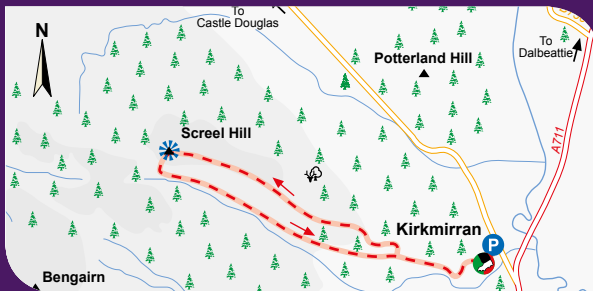 To
Castle Douglas
N
To
Dalbeattie
Potterland Hill
Screel Hill
A711
Kirkmirran
P
Bengairn